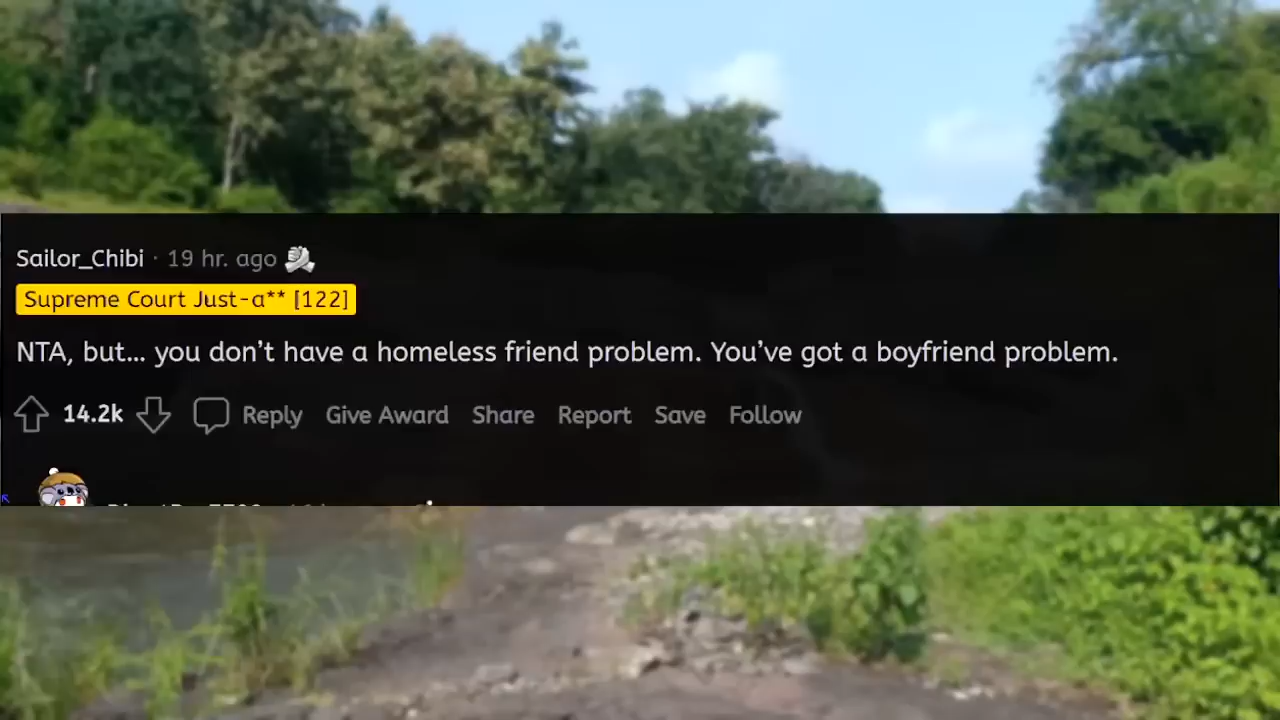 Sailor_Chibi · 19 hr. ago
Supreme Court Just-a** [122]
NTA, but... you don’t have a homeless friend problem. You’ve got a boyfriend problem.
14.2k Reply Give Award Share Report Save Follow